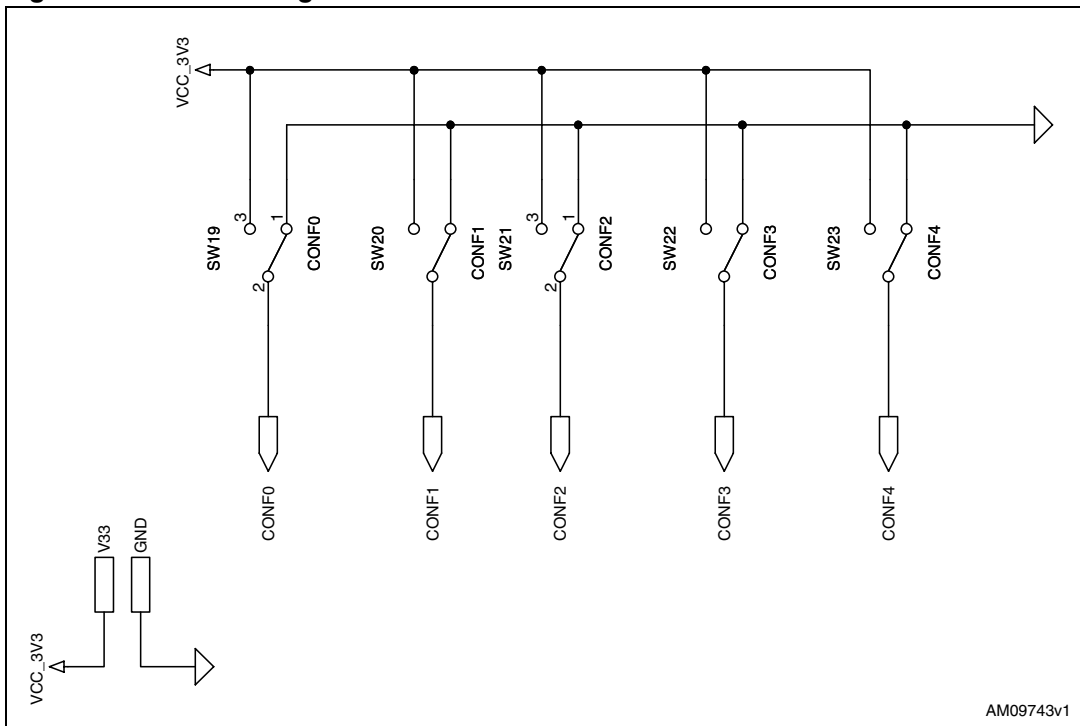 VCC_3V3
SW19
3
1
2
CONF0
SW20
CONF1
SW21
3
1
2
CONF2
SW22
CONF3
SW23
CONF4
CONF0
CONF1
CONF2
CONF3
CONF4
V33
GND
VCC_3V3
AM09743v1